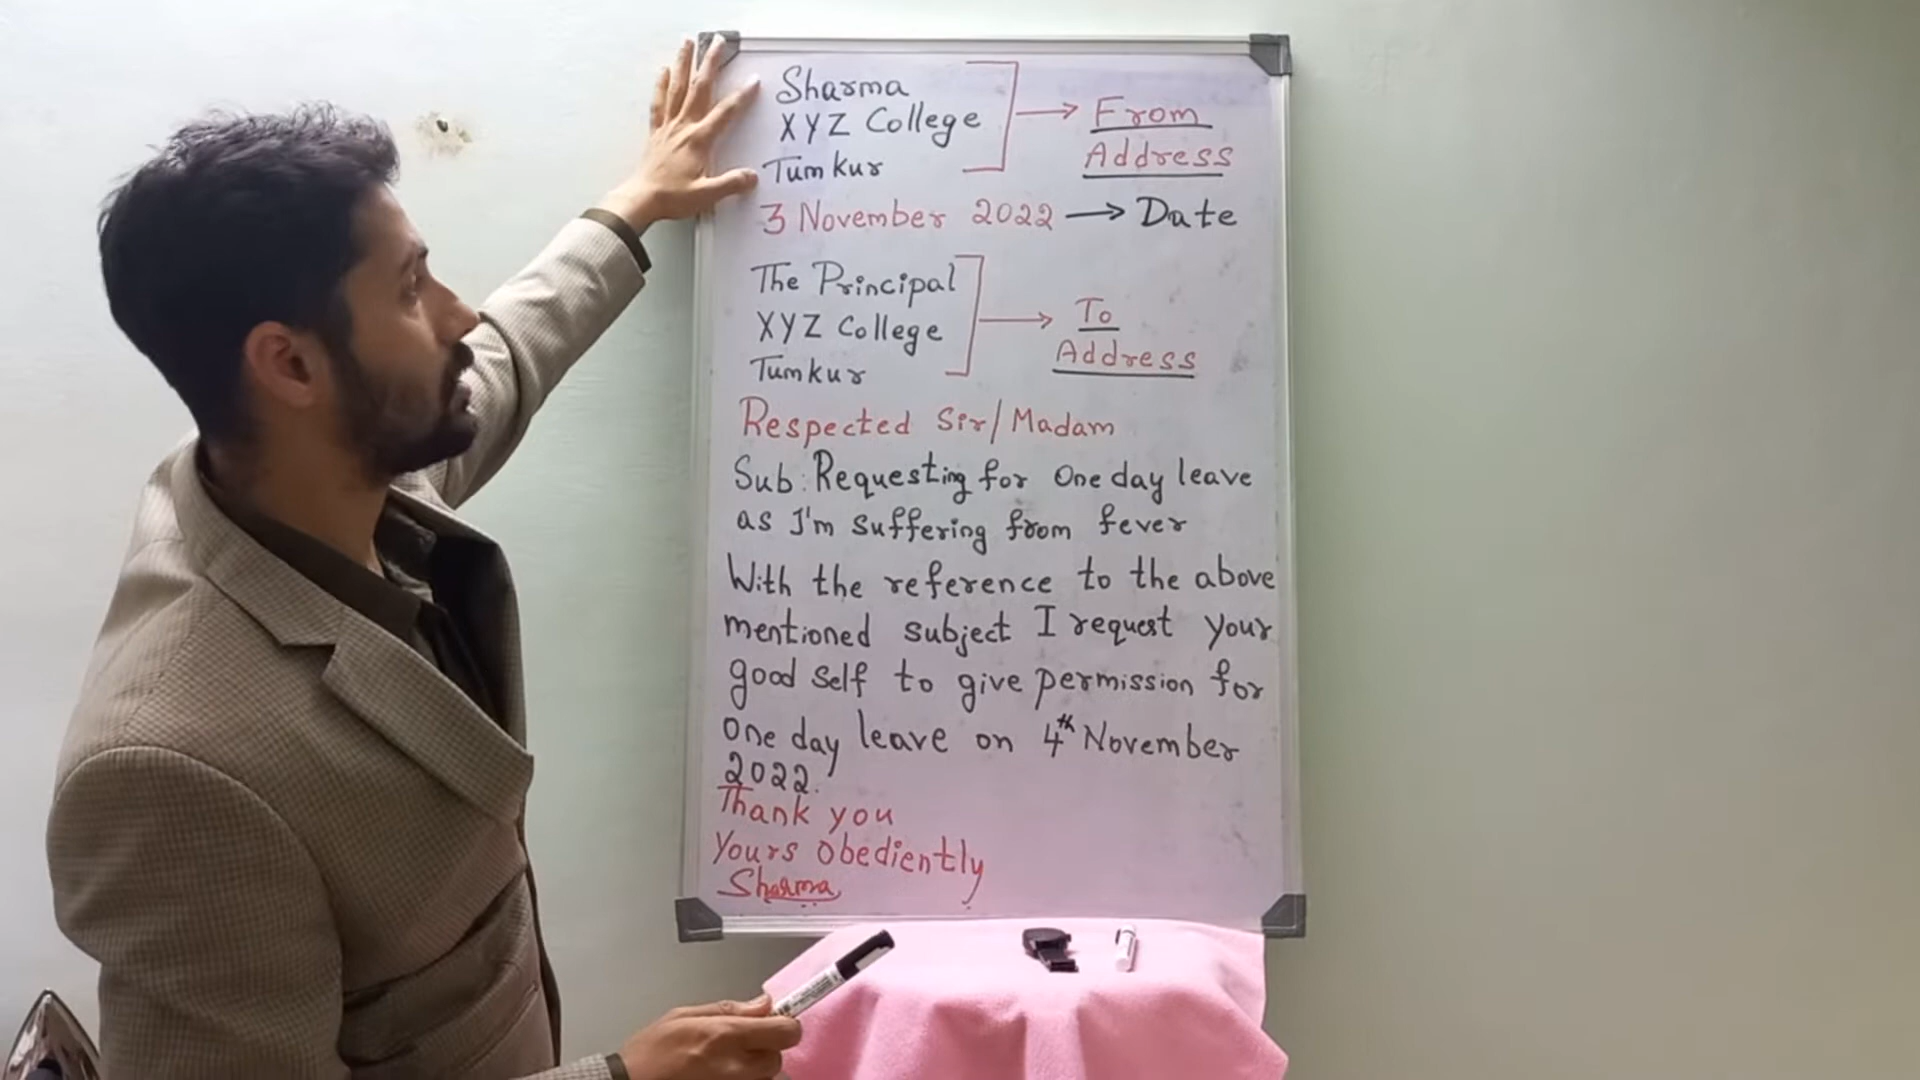 Sharma
XYZ College
Tumkur
From
Address
3 November 2022 → Date
The Principal
XYZ College
Tumkur
To
Address
Respected Sir/Madam
Sub: Requesting for One day leave
as I'm suffering from fever
With the reference to the above
mentioned subject I request your
good self to give permission for
one day leave on 4th November
2022.
Thank you
Yours Obediently
Sharma